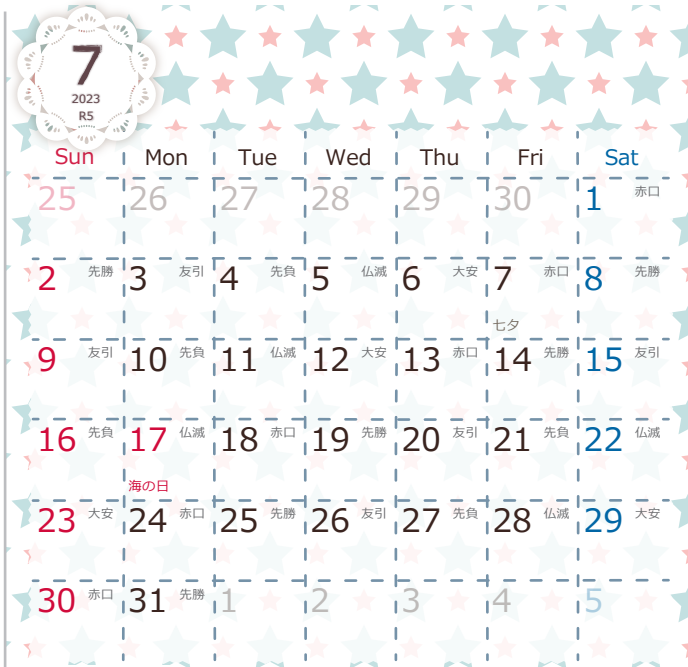 7
2023
R5
Sun Mon Tue Wed Thu Fri Sat
25 26 27 28 29 30 1 赤口
2 先勝 3 友引 4 先負 5 仏滅 6 大安 7 赤口 8 先勝
七夕
9 友引 10 先負 11 仏滅 12 大安 13 赤口 14 先勝 15 友引
16 先負 17 仏滅 18 赤口 19 先勝 20 友引 21 先負 22 仏滅
海の日
23 大安 24 赤口 25 先勝 26 友引 27 先負 28 仏滅 29 大安
30 赤口 31 先勝 1 2 3 4 5